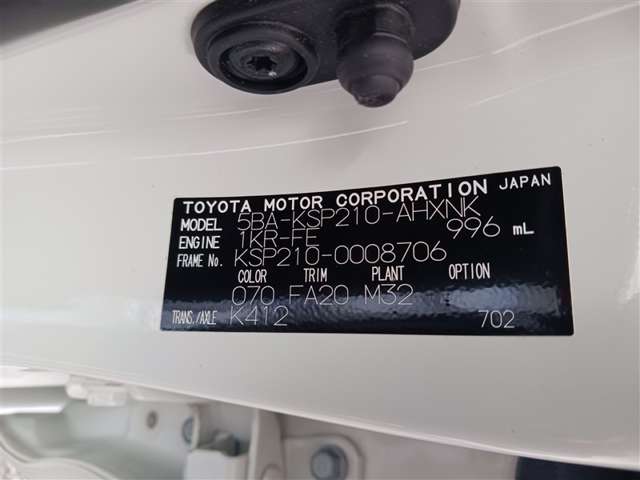 TOYOTA MOTOR CORPORATION JAPAN
MODEL 5BA-KSP210-AHXNK
ENGINE 1KR-FE 996 mL
FRAME No. KSP210-0008706
COLOR TRIM PLANT OPTION
070 FA20 M32
TRANS./AXLE K412 702